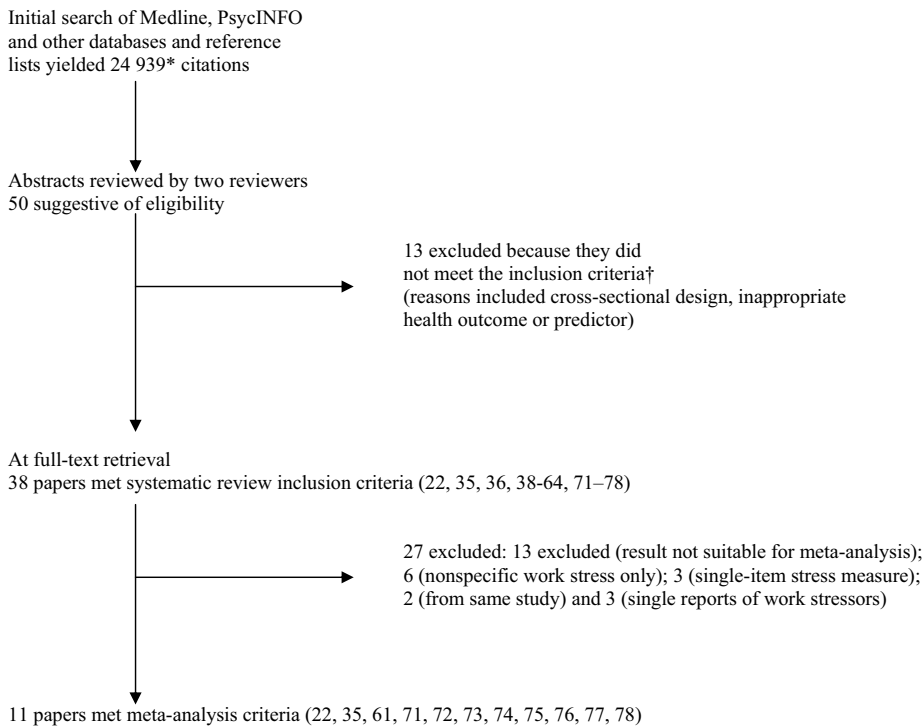 Initial search of Medline, PsycINFO
and other databases and reference
lists yielded 24 939* citations
Abstracts reviewed by two reviewers
50 suggestive of eligibility
13 excluded because they did
not meet the inclusion criteria†
(reasons included cross-sectional design, inappropriate
health outcome or predictor)
At full-text retrieval
38 papers met systematic review inclusion criteria (22, 35, 36, 38-64, 71–78)
27 excluded: 13 excluded (result not suitable for meta-analysis);
6 (nonspecific work stress only); 3 (single-item stress measure);
2 (from same study) and 3 (single reports of work stressors)
11 papers met meta-analysis criteria (22, 35, 61, 71, 72, 73, 74, 75, 76, 77, 78)